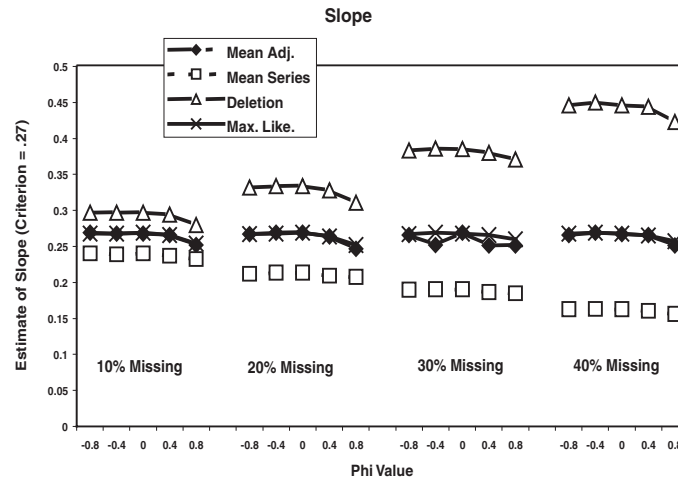 Slope
Mean Adj.
Mean Series
Deletion
Max. Like.
Estimate of Slope (Criterion = .27)
0.5
0.45
0.4
0.35
0.3
0.25
0.2
0.15
0.1
0.05
0
10% Missing
20% Missing
30% Missing
40% Missing
-0.8 -0.4 0 0.4 0.8 -0.8 -0.4 0 0.4 0.8 -0.8 -0.4 0 0.4 0.8 -0.8 -0.4 0 0.4 0.8
Phi Value